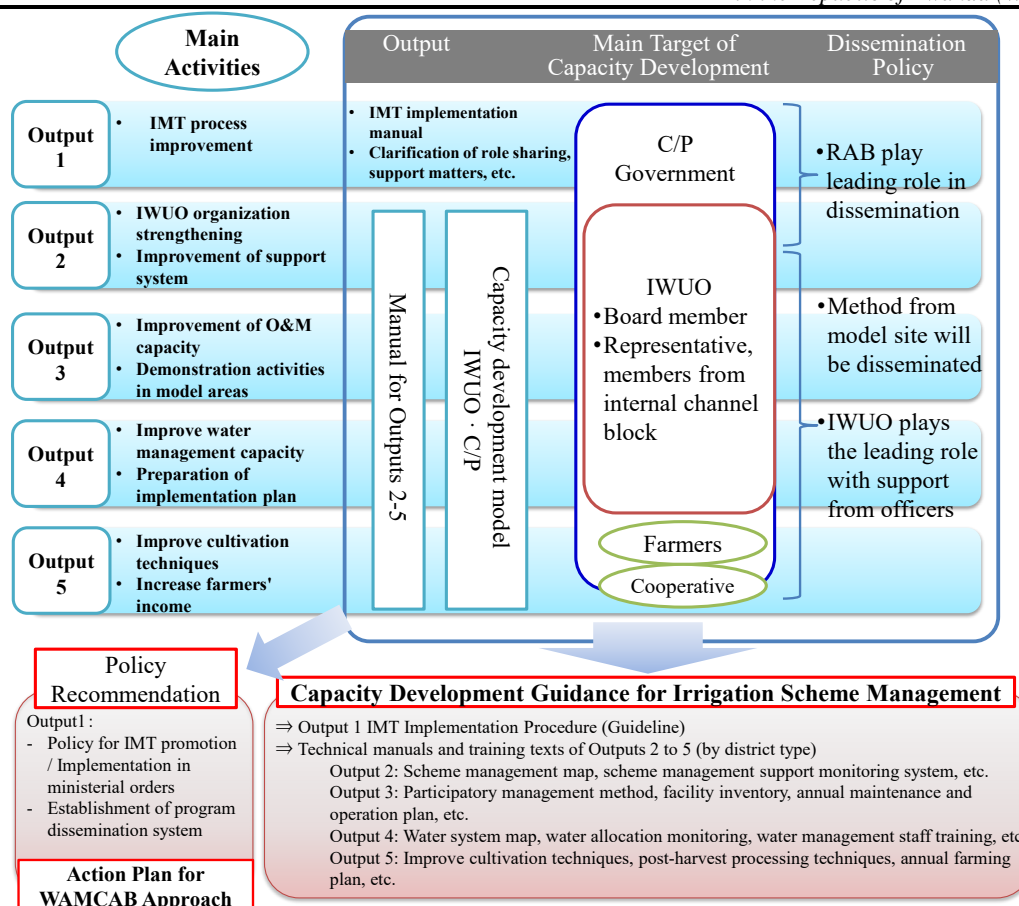 Main
Activities
Output
Main Target of
Capacity Development
Dissemination
Policy
Output
1
• IMT process
improvement
• IMT implementation
manual
• Clarification of role sharing,
support matters, etc.
Output
2
• IWUO organization
strengthening
• Improvement of support
system
Output
3
• Improvement of O&M
capacity
• Demonstration activities
in model areas
Output
4
• Improve water
management capacity
• Preparation of
implementation plan
Output
5
• Improve cultivation
techniques
• Increase farmers'
income
Manual for Outputs 2-5
Capacity development model
IWUO · C/P
C/P
Government
IWUO
•Board member
•Representative,
members from
internal channel
block
Farmers
Cooperative
•RAB play
leading role in
dissemination
•Method from
model site will
be disseminated
•IWUO plays
the leading role
with support
from officers
Policy
Recommendation
Output1 :
- Policy for IMT promotion
/ Implementation in
ministerial orders
- Establishment of program
dissemination system
Action Plan for
WAMCAB Approach
Capacity Development Guidance for Irrigation Scheme Management
⇒ Output 1 IMT Implementation Procedure (Guideline)
⇒ Technical manuals and training texts of Outputs 2 to 5 (by district type)
Output 2: Scheme management map, scheme management support monitoring system, etc.
Output 3: Participatory management method, facility inventory, annual maintenance and
operation plan, etc.
Output 4: Water system map, water allocation monitoring, water management staff training, etc
Output 5: Improve cultivation techniques, post-harvest processing techniques, annual farming
plan, etc.